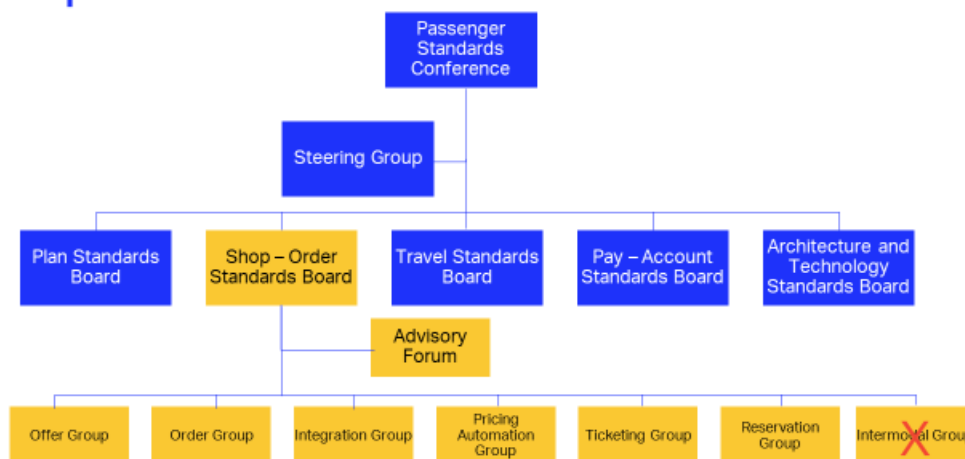 Passenger
Standards
Conference
Steering Group
Plan Standards
Board
Shop – Order
Standards Board
Travel Standards
Board
Pay – Account
Standards Board
Architecture and
Technology
Standards Board
Advisory
Forum
Offer Group
Order Group
Integration Group
Pricing
Automation
Group
Ticketing Group
Reservation
Group
Intermodal Group
X